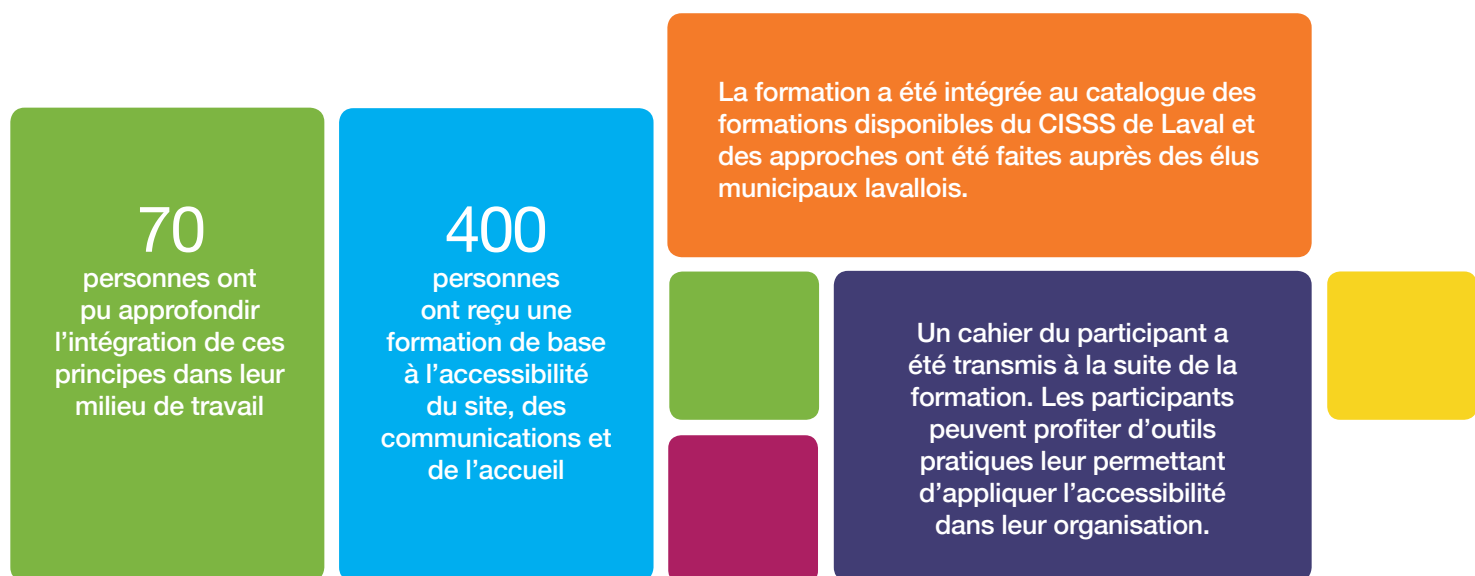 70
personnes ont
pu approfondir
l’intégration de ces
principes dans leur
milieu de travail
400
personnes
ont reçu une
formation de base
à l’accessibilité
du site, des
communications et
de l’accueil
La formation a été intégrée au catalogue des
formations disponibles du CISSS de Laval et
des approches ont été faites auprès des élus
municipaux lavallois.
Un cahier du participant a
été transmis à la suite de la
formation. Les participants
peuvent profiter d’outils
pratiques leur permettant
d’appliquer l’accessibilité
dans leur organisation.